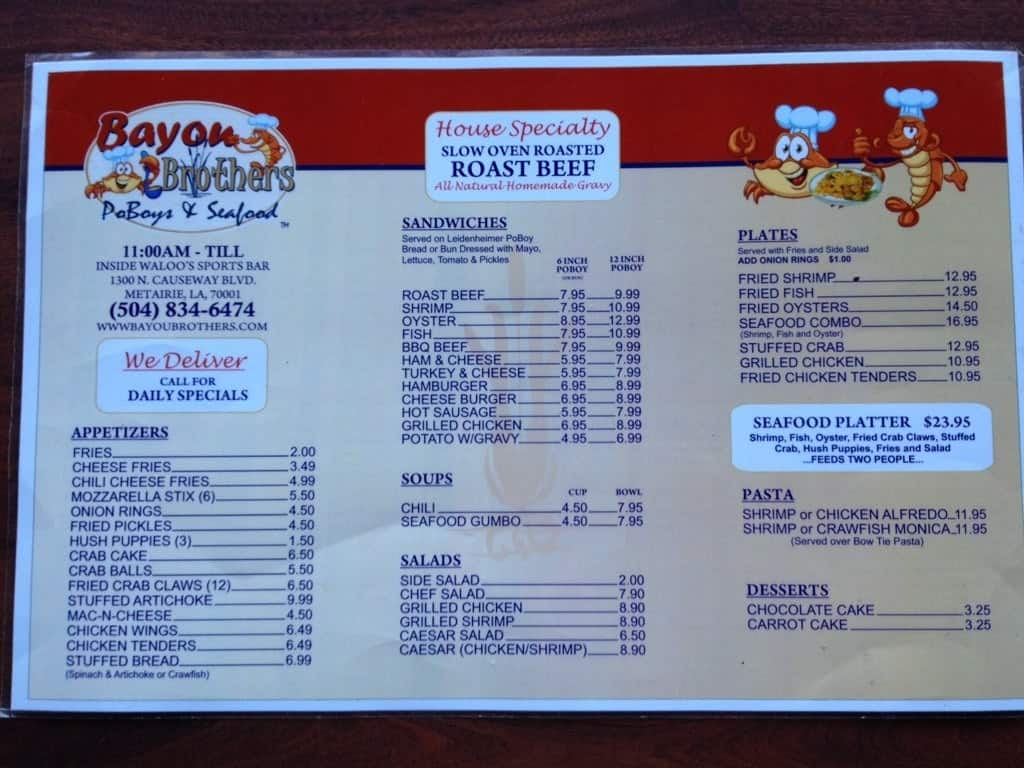 Bayou
Brothers
PoBoys & Seafood
TM
11:00AM - TILL
INSIDE WALOO'S SPORTS BAR
1300 N. CAUSEWAY BLVD.
METAIRIE, LA, 70001
(504) 834-6474
WWWBAYOUBROTHERS.COM
We Deliver
CALL FOR
DAILY SPECIALS
APPETIZERS
FRIES 2.00
CHEESE FRIES 3.49
CHILI CHEESE FRIES 4.99
MOZZARELLA STIX (6) 5.50
ONION RINGS 4.50
FRIED PICKLES 4.50
HUSH PUPPIES (3) 1.50
CRAB CAKE 6.50
CRAB BALLS 5.50
FRIED CRAB CLAWS (12) 6.50
STUFFED ARTICHOKE 9.99
MAC-N-CHEESE 4.50
CHICKEN WINGS 6.49
CHICKEN TENDERS 6.49
STUFFED BREAD 6.99
(Spinach & Artichoke or Crawfish)
House Specialty
SLOW OVEN ROASTED
ROAST BEEF
All Natural Homemade Gravy
SANDWICHES
Served on Leidenheimer PoBoy
Bread or Bun Dressed with Mayo,
Lettuce, Tomato & Pickles
6 INCH 12 INCH
POBOY POBOY
ROAST BEEF 7.95 9.99
SHRIMP 7.95 10.99
OYSTER 8.95 12.99
FISH 7.95 10.99
BBQ BEEF 7.95 9.99
HAM & CHEESE 5.95 7.99
TURKEY & CHEESE 5.95 7.99
HAMBURGER 6.95 8.99
CHEESE BURGER 6.95 8.99
HOT SAUSAGE 5.95 7.99
GRILLED CHICKEN 6.95 8.99
POTATO W/GRAVY 4.95 6.99
SOUPS
CUP BOWL
CHILI 4.50 7.95
SEAFOOD GUMBO 4.50 7.95
SALADS
SIDE SALAD 2.00
CHEF SALAD 7.90
GRILLED CHICKEN 8.90
GRILLED SHRIMP 8.90
CAESAR SALAD 6.50
CAESAR (CHICKEN/SHRIMP) 8.90
PLATES
Served with Fries and Side Salad
ADD ONION RINGS $1.00
FRIED SHRIMP 12.95
FRIED FISH 12.95
FRIED OYSTERS 14.50
SEAFOOD COMBO 16.95
(Shrimp, Fish and Oyster)
STUFFED CRAB 12.95
GRILLED CHICKEN 10.95
FRIED CHICKEN TENDERS 10.95
SEAFOOD PLATTER $23.95
Shrimp, Fish, Oyster, Fried Crab Claws, Stuffed
Crab, Hush Puppies, Fries and Salad
...FEEDS TWO PEOPLE...
PASTA
SHRIMP or CHICKEN ALFREDO 11.95
SHRIMP or CRAWFISH MONICA 11.95
(Served over Bow Tie Pasta)
DESSERTS
CHOCOLATE CAKE 3.25
CARROT CAKE 3.25